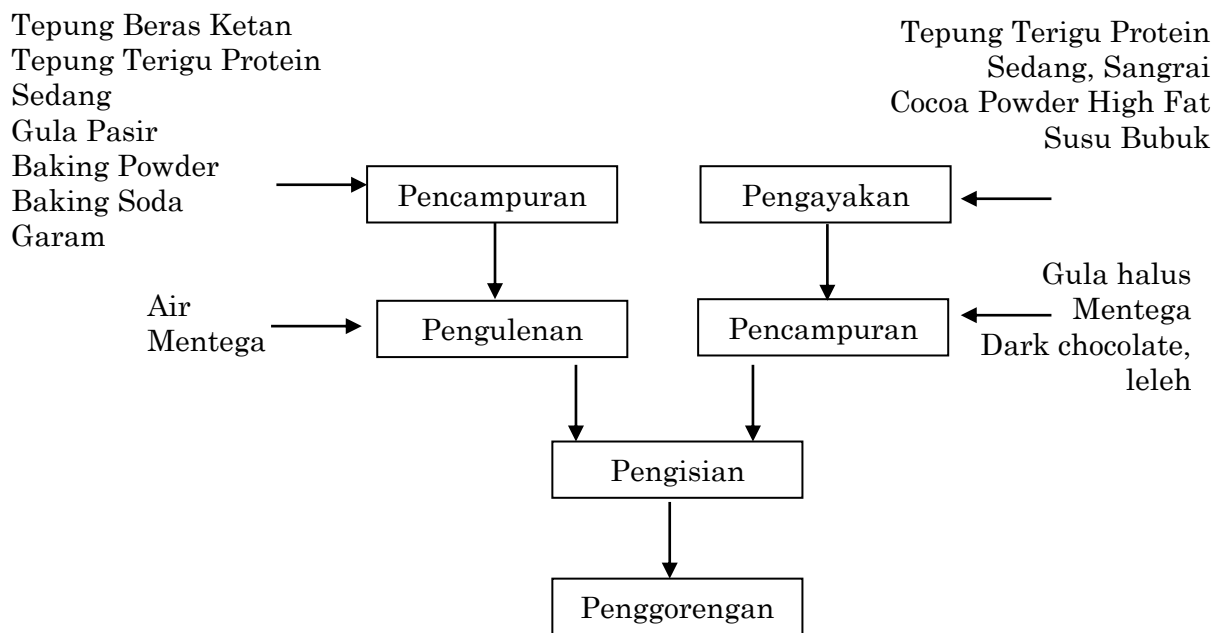 Tepung Beras Ketan
Tepung Terigu Protein
Sedang
Gula Pasir
Baking Powder
Baking Soda
Garam
Tepung Terigu Protein
Sedang, Sangrai
Cocoa Powder High Fat
Susu Bubuk
Pencampuran
Pengayakan
Air
Mentega
Pengulenan
Pencampuran
Gula halus
Mentega
Dark chocolate,
leleh
Pengisian
Penggorengan